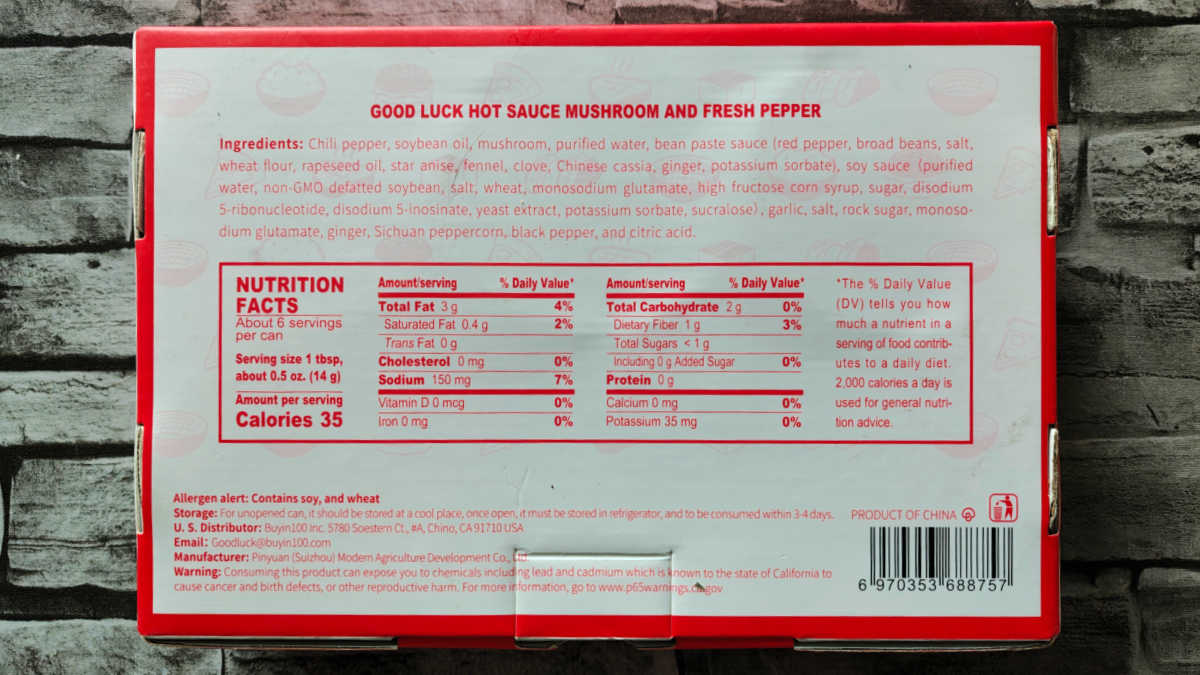 GOOD LUCK HOT SAUCE MUSHROOM AND FRESH PEPPER
Ingredients: Chili pepper, soybean oil, mushroom, purified water, bean paste sauce (red pepper, broad beans, salt,
wheat flour, rapeseed oil, star anise, fennel, clove, Chinese cassia, ginger, potassium sorbate), soy sauce (purified
water, non-GMO defatted soybean, salt, wheat, monosodium glutamate, high fructose corn syrup, sugar, disodium
5-ribonucleotide, disodium 5-inosinate, yeast extract, potassium sorbate, sucralose), garlic, salt, rock sugar, monoso-
dium glutamate, ginger, Sichuan peppercorn, black pepper, and citric acid.
NUTRITION
FACTS
About 6 servings
per can
Serving size 1 tbsp,
about 0.5 oz. (14 g)
Amount per serving
Calories 35
Amount/serving % Daily Value*
Total Fat 3 g 4%
Saturated Fat 0.4 g 2%
Trans Fat 0 g
Cholesterol 0 mg 0%
Sodium 150 mg 7%
Vitamin D 0 mcg 0%
Iron 0 mg 0%
Amount/serving % Daily Value*
Total Carbohydrate 2 g 0%
Dietary Fiber 1 g 3%
Total Sugars < 1 g
Including 0 g Added Sugar 0%
Protein 0 g
Calcium 0 mg 0%
Potassium 35 mg 0%
*The % Daily Value
(DV) tells you how
much a nutrient in a
serving of food contrib-
utes to a daily diet.
2,000 calories a day is
used for general nutri-
tion advice.
Allergen alert: Contains soy, and wheat
Storage: For unopened can, it should be stored at a cool place, once open, it must be stored in refrigerator, and to be consumed within 3-4 days.
U. S. Distributor: Buyin100 Inc. 5780 Soestern Ct., #A, Chino, CA 91710 USA
Email: Goodluck@buyin100.com
Manufacturer: Pinyuan (Suizhou) Modern Agriculture Development Co., Ltd.
Warning: Consuming this product can expose you to chemicals including lead and cadmium which is known to the state of California to
cause cancer and birth defects, or other reproductive harm. For more information, go to www.p65warnings.ca.gov
PRODUCT OF CHINA
6 970353 688757